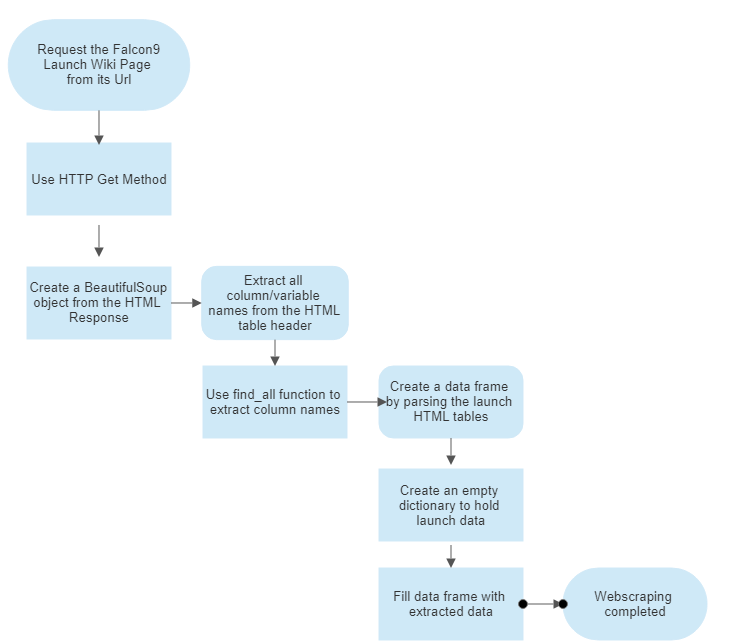 Request the Falcon9
Launch Wiki Page
from its Url
Use HTTP Get Method
Create a BeautifulSoup
object from the HTML
Response
Extract all
column/variable
names from the HTML
table header
Use find_all function to
extract column names
Create a data frame
by parsing the launch
HTML tables
Create an empty
dictionary to hold
launch data
Fill data frame with
extracted data
Webscraping
completed